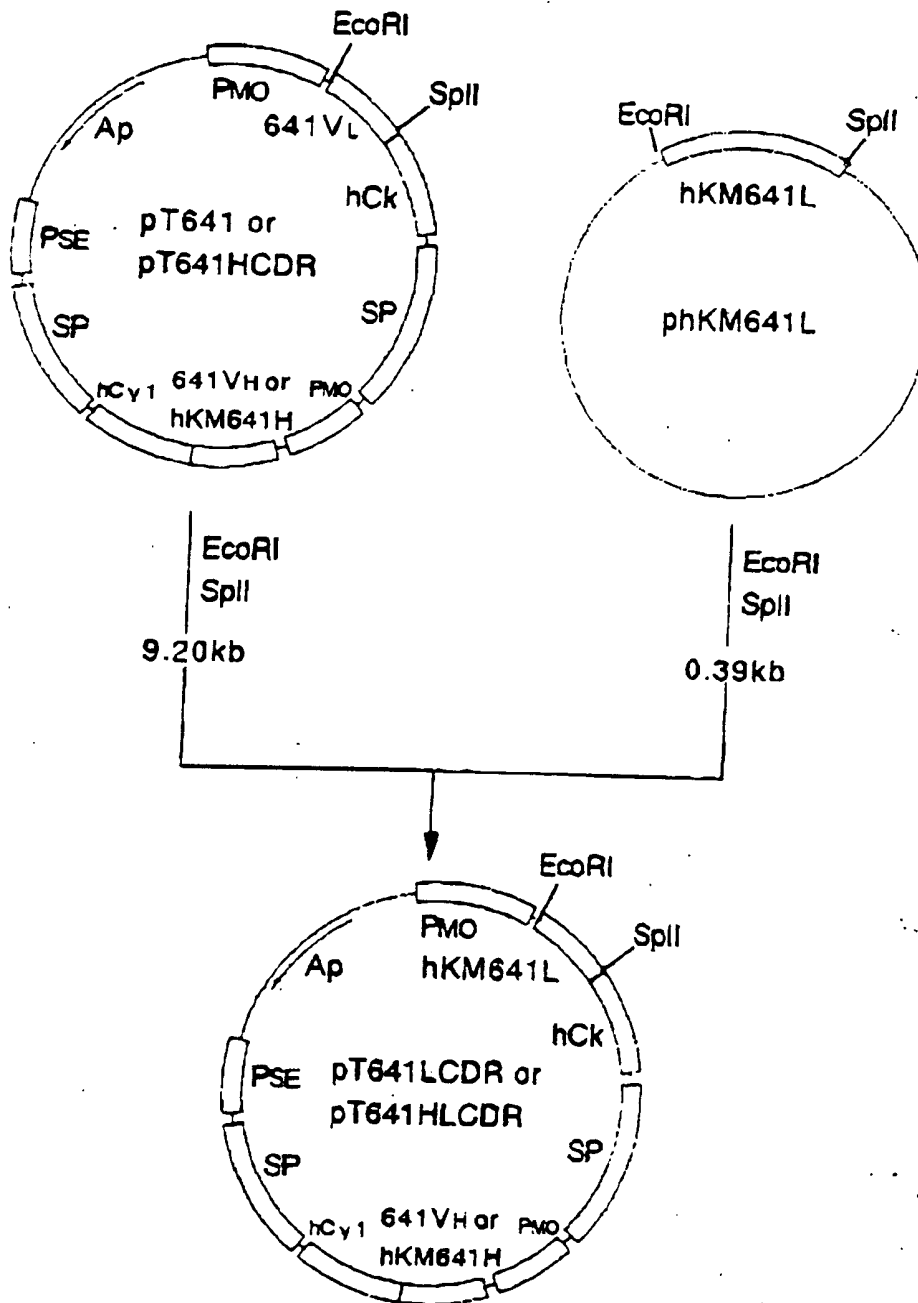 EcoRI
PMO
SplI
641VL
Ap
hCk
pT641 or
pT641HCDR
PSE
SP
SP
hCγ1
641VH or
hKM641H
PMO
EcoRI
SplI
hKM641L
phKM641L
EcoRI
SplI
9.20kb
EcoRI
SplI
0.39kb
EcoRI
PMO
SplI
hKM641L
Ap
hCk
PSE
pT641LCDR or
pT641HLCDR
SP
SP
hCγ1
641VH or
hKM641H
PMO